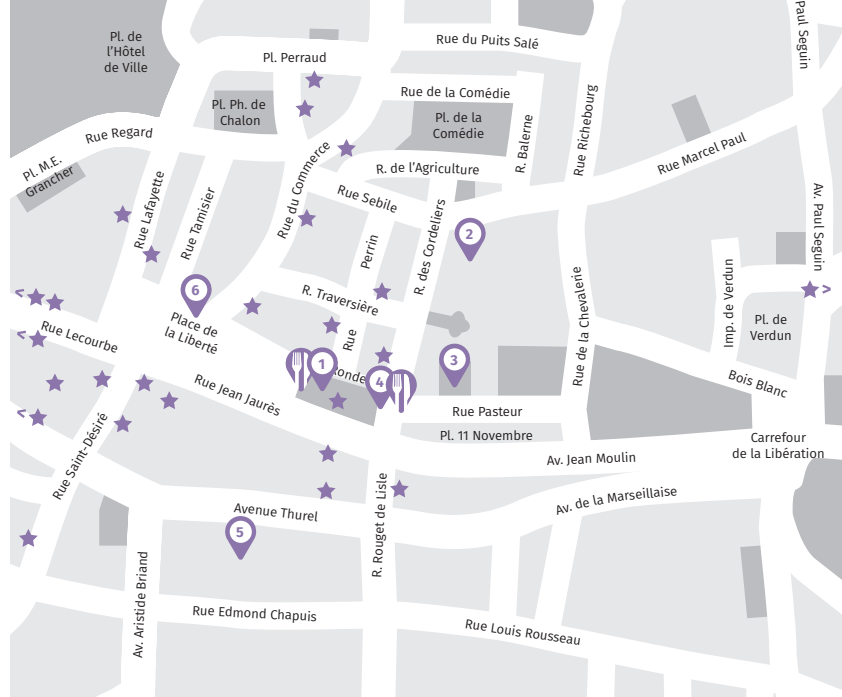 Paul Seguin
Pl. de
l'Hôtel
de Ville
Rue du Puits Salé
Pl. Perraud
Rue de la Comédie
Pl. Ph. de
Chalon
Pl. de la
Comédie
Rue Regard
R. Balerne
Rue Richebourg
Rue Marcel Paul
Pl. M.E.
Grancher
R. de l'Agriculture
Rue du Commerce
Rue Sebile
Rue Lafayette
Rue Tamisier
Perrin
R. des Cordeliers
2
Av. Paul Seguin
6
<
>
R. Traversière
Place de
la Liberté
Rue
Rue de la Chevalerie
Imp. de Verdun
Pl. de
Verdun
<
Rue Lecourbe
1
3
4
Bois Blanc
Rue Jean Jaurès
Rue Pasteur
<
Pl. 11 Novembre
Carrefour
de la Libération
Rue Saint-Désiré
Av. Jean Moulin
Av. de la Marseillaise
R. Rouget de Lisle
Avenue Thurel
5
Av. Aristide Briand
Rue Edmond Chapuis
Rue Louis Rousseau